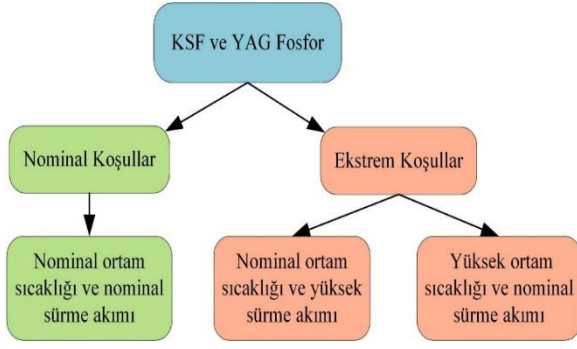 KSF ve YAG Fosfor
Nominal Koşullar
Ekstrem Koşullar
Nominal ortam
sıcaklığı ve nominal
sürme akımı
Nominal ortam
sıcaklığı ve yüksek
sürme akımı
Yüksek ortam
sıcaklığı ve nominal
sürme akımı